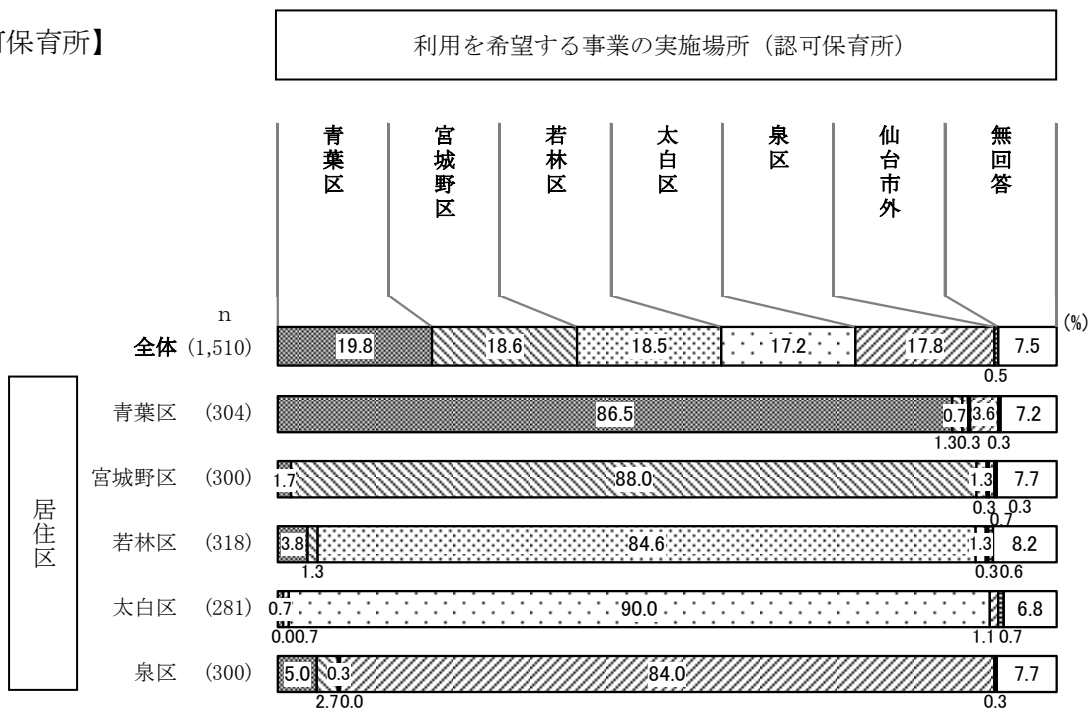 可保育所】
利用を希望する事業の実施場所（認可保育所）
青葉区
宮城野区
若林区
太白区
泉区
仙台市外
無回答
n
(%)
全体 (1,510) 19.8 18.6 18.5 17.2 17.8 7.5
0.5
居住区
青葉区 (304) 86.5 0.7 3.6 7.2
1.3 0.3 0.3
宮城野区 (300) 1.7 88.0 1.3 7.7
0.3 0.7 0.3
若林区 (318) 3.8 84.6 1.3 8.2
1.3 0.3 0.6
太白区 (281) 0.7 90.0 6.8
0.0 0.7 1.1 0.7
泉区 (300) 5.0 0.3 84.0 7.7
2.7 0.0 0.3